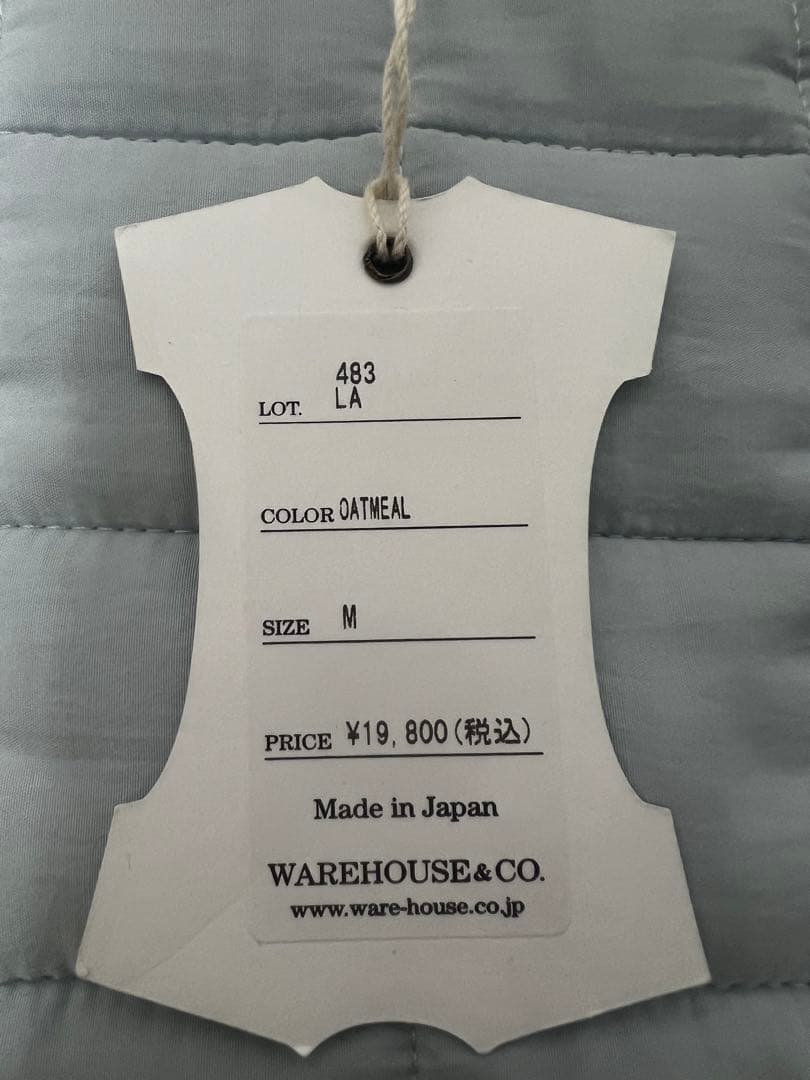 483
LOT. LA
COLOR OATMEAL
SIZE M
PRICE ¥19,800(税込)
Made in Japan
WAREHOUSE&CO.
www.ware-house.co.jp